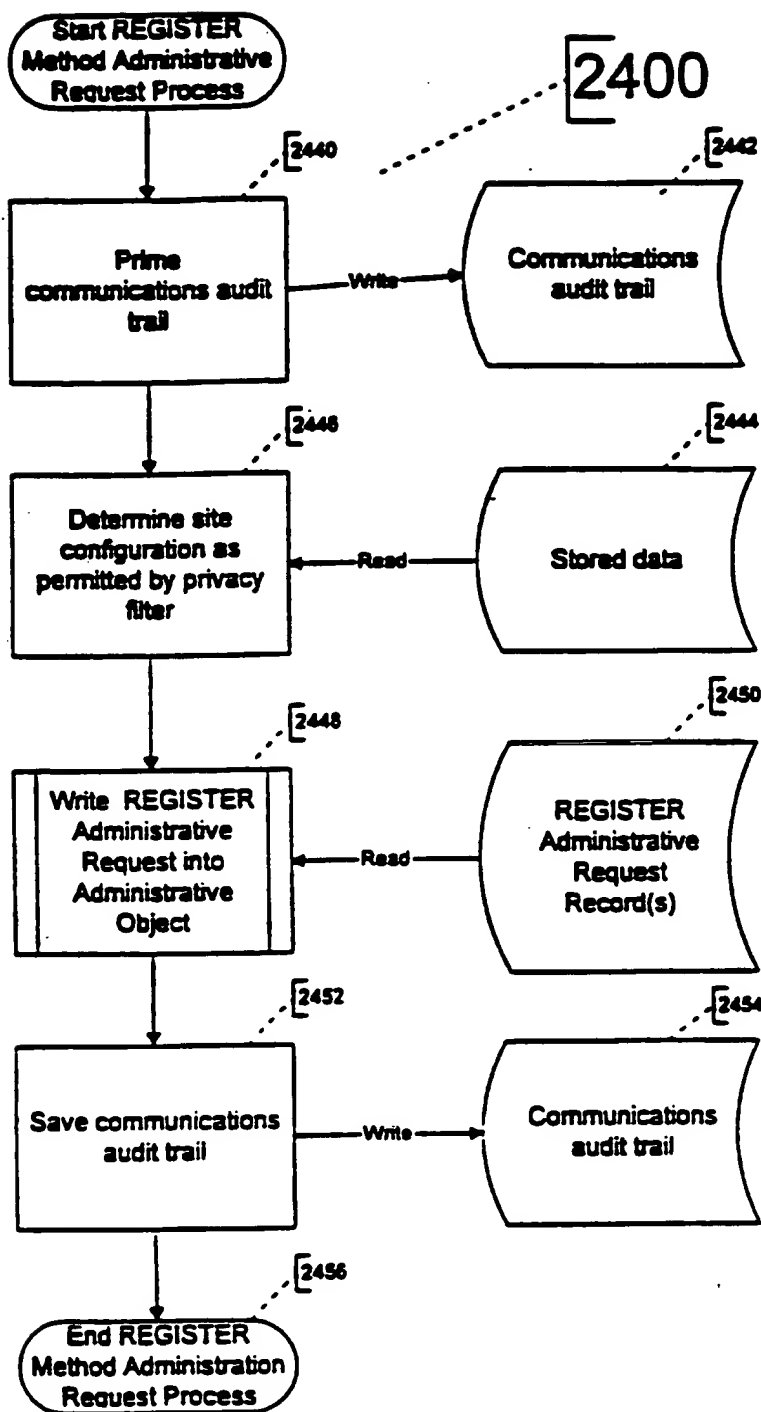 Start REGISTER
Method Administrative
Request Process
2400
2440
2442
Prime
communications audit
trail
Write
Communications
audit trail
2446
2444
Determine site
configuration as
permitted by privacy
filter
Read
Stored data
2448
2450
Write REGISTER
Administrative
Request into
Administrative
Object
Read
REGISTER
Administrative
Request
Record(s)
2452
2454
Save communications
audit trail
Write
Communications
audit trail
2456
End REGISTER
Method Administration
Request Process